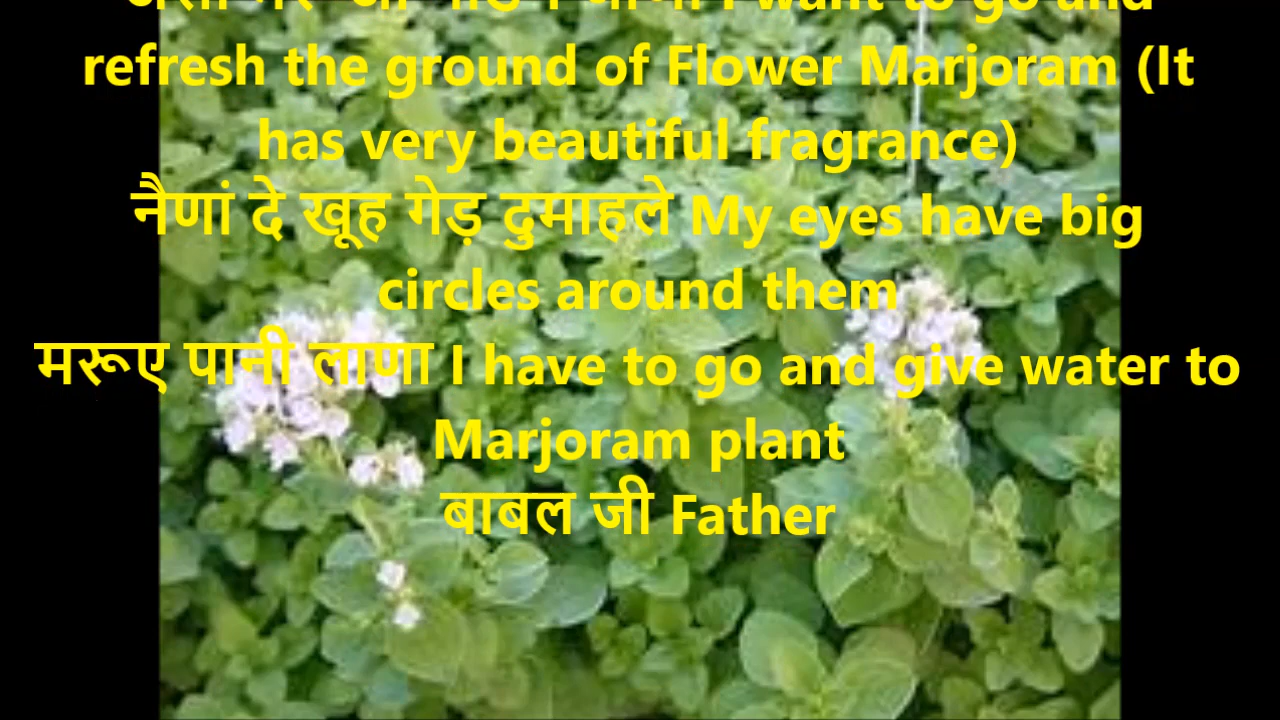 I want to go and
refresh the ground of Flower Marjoram (It
has very beautiful fragrance)
नैणां दे खूह गेड़ दुमाहले My eyes have big
circles around them
मरूए पानी लाणा I have to go and give water to
Marjoram plant
बाबल जी Father